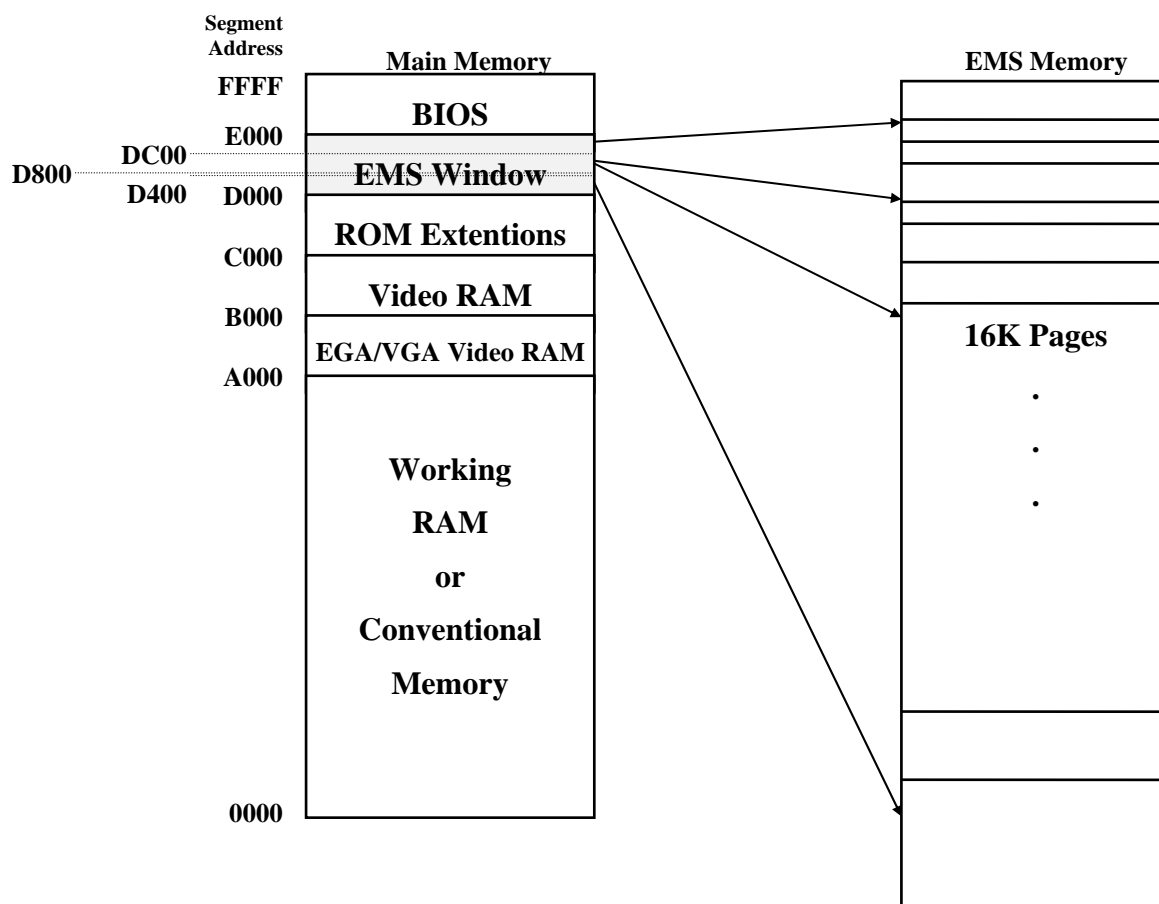 Segment
Address
Main Memory
EMS Memory
FFFF
BIOS
E000
DC00
D800
EMS Window
D400
D000
ROM Extentions
C000
Video RAM
B000
EGA/VGA Video RAM
A000
16K Pages
.
.
.
Working
RAM
or
Conventional
Memory
0000